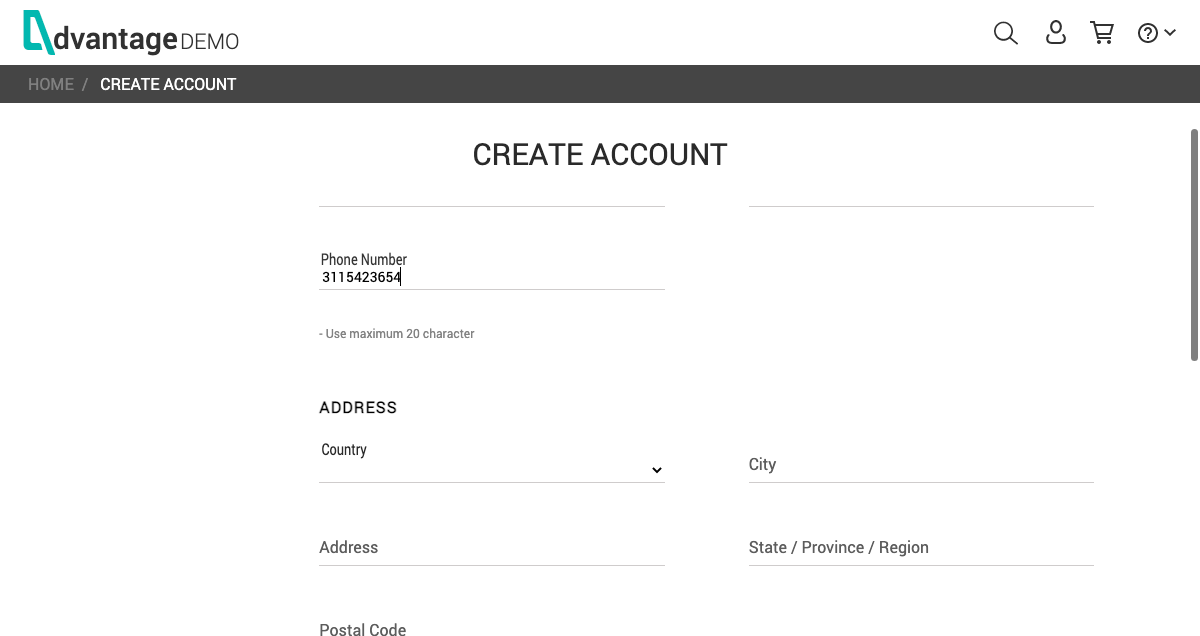 dvantage DEMO
HOME / CREATE ACCOUNT
CREATE ACCOUNT
Phone Number
3115423654
- Use maximum 20 character
ADDRESS
Country
City
Address
State / Province / Region
Postal Code